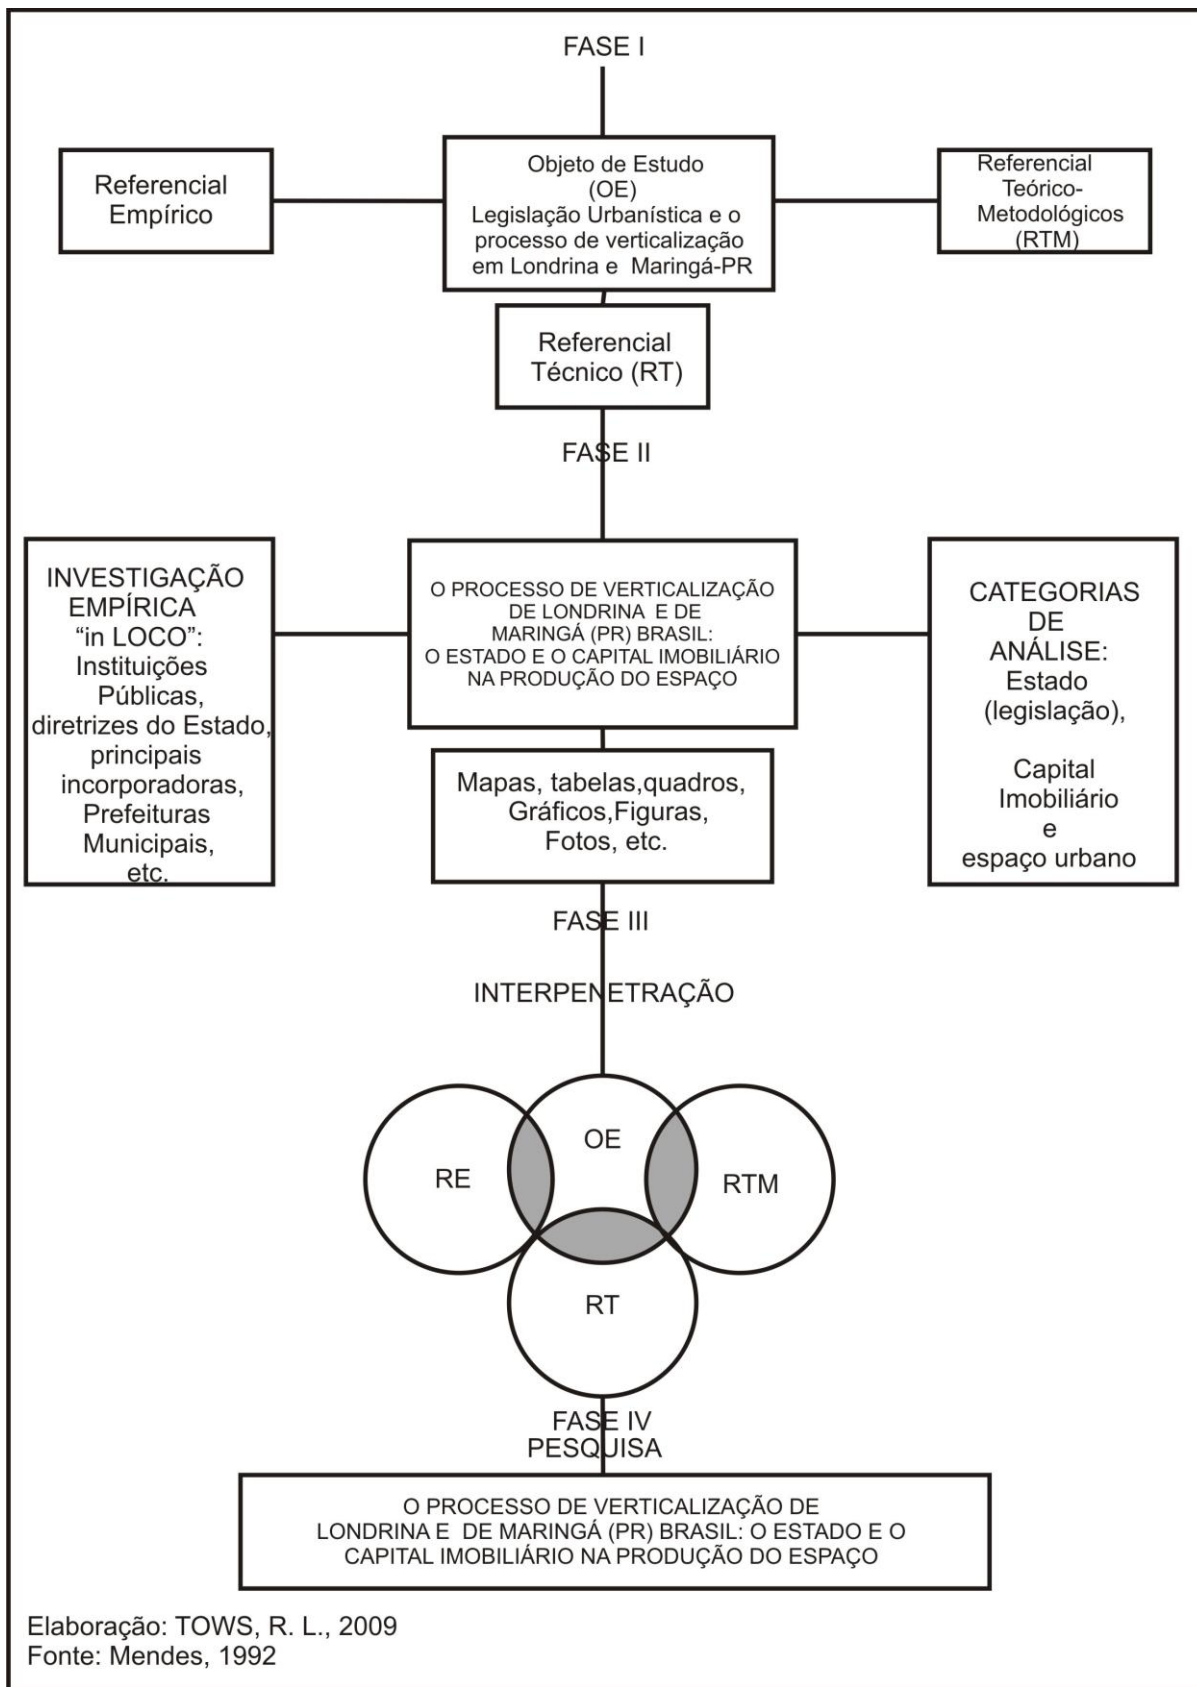 FASE I
Referencial
Empírico
Objeto de Estudo
(OE)
Legislação Urbanística e o
processo de verticalização
em Londrina e Maringá-PR
Referencial
Teórico-
Metodológicos
(RTM)
Referencial
Técnico (RT)
FASE II
INVESTIGAÇÃO
EMPÍRICA
“in LOCO”:
Instituições
Públicas,
diretrizes do Estado,
principais
incorporadoras,
Prefeituras
Municipais,
etc.
O PROCESSO DE VERTICALIZAÇÃO
DE LONDRINA E DE
MARINGÁ (PR) BRASIL:
O ESTADO E O CAPITAL IMOBILIÁRIO
NA PRODUÇÃO DO ESPAÇO
CATEGORIAS
DE
ANÁLISE:
Estado
(legislação),
Capital
Imobiliário
e
espaço urbano
Mapas, tabelas,quadros,
Gráficos,Figuras,
Fotos, etc.
FASE III
INTERPENETRAÇÃO
OE
RE
RTM
RT
FASE IV
PESQUISA
O PROCESSO DE VERTICALIZAÇÃO DE
LONDRINA E DE MARINGÁ (PR) BRASIL: O ESTADO E O
CAPITAL IMOBILIÁRIO NA PRODUÇÃO DO ESPAÇO
Elaboração: TOWS, R. L., 2009
Fonte: Mendes, 1992